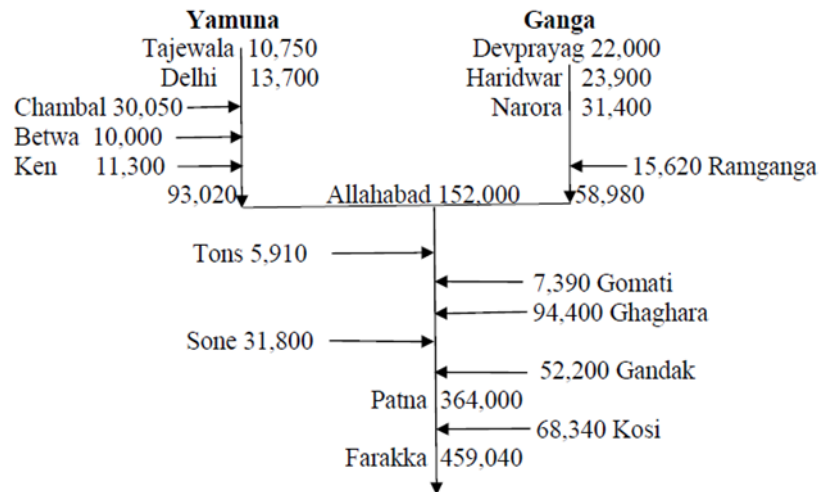 Yamuna
Tajewala 10,750
Delhi 13,700
Chambal 30,050
Betwa 10,000
Ken 11,300
93,020
Ganga
Devprayag 22,000
Haridwar 23,900
Narora 31,400
15,620 Ramganga
58,980
Allahabad 152,000
Tons 5,910
7,390 Gomati
94,400 Ghaghara
Sone 31,800
52,200 Gandak
Patna 364,000
68,340 Kosi
Farakka 459,040